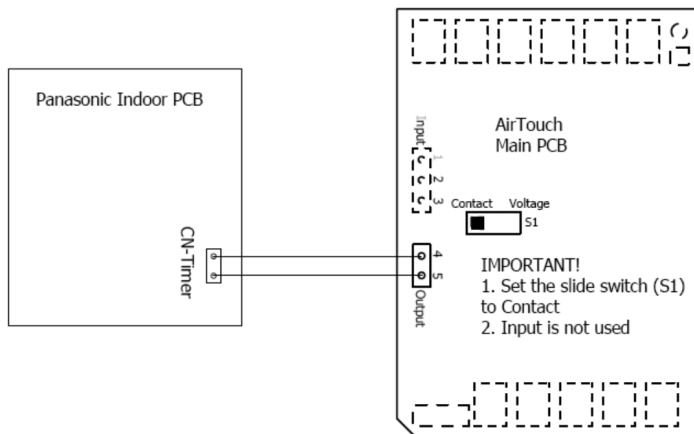 Panasonic Indoor PCB
CN-Timer
Input
1
2
3
AirTouch
Main PCB
Contact Voltage
S1
4
5
Output
IMPORTANT!
1. Set the slide switch (S1)
to Contact
2. Input is not used